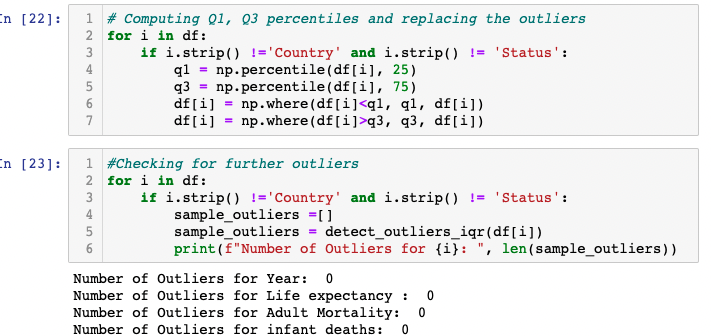 n [22]:
1 # Computing Q1, Q3 percentiles and replacing the outliers
2 for i in df:
3     if i.strip() !='Country' and i.strip() != 'Status':
4         q1 = np.percentile(df[i], 25)
5         q3 = np.percentile(df[i], 75)
6         df[i] = np.where(df[i]<q1, q1, df[i])
7         df[i] = np.where(df[i]>q3, q3, df[i])
n [23]:
1 #Checking for further outliers
2 for i in df:
3     if i.strip() !='Country' and i.strip() != 'Status':
4         sample_outliers =[]
5         sample_outliers = detect_outliers_iqr(df[i])
6         print(f"Number of Outliers for {i}: ", len(sample_outliers))
Number of Outliers for Year:  0
Number of Outliers for Life expectancy :  0
Number of Outliers for Adult Mortality:  0
Number of Outliers for infant deaths:  0